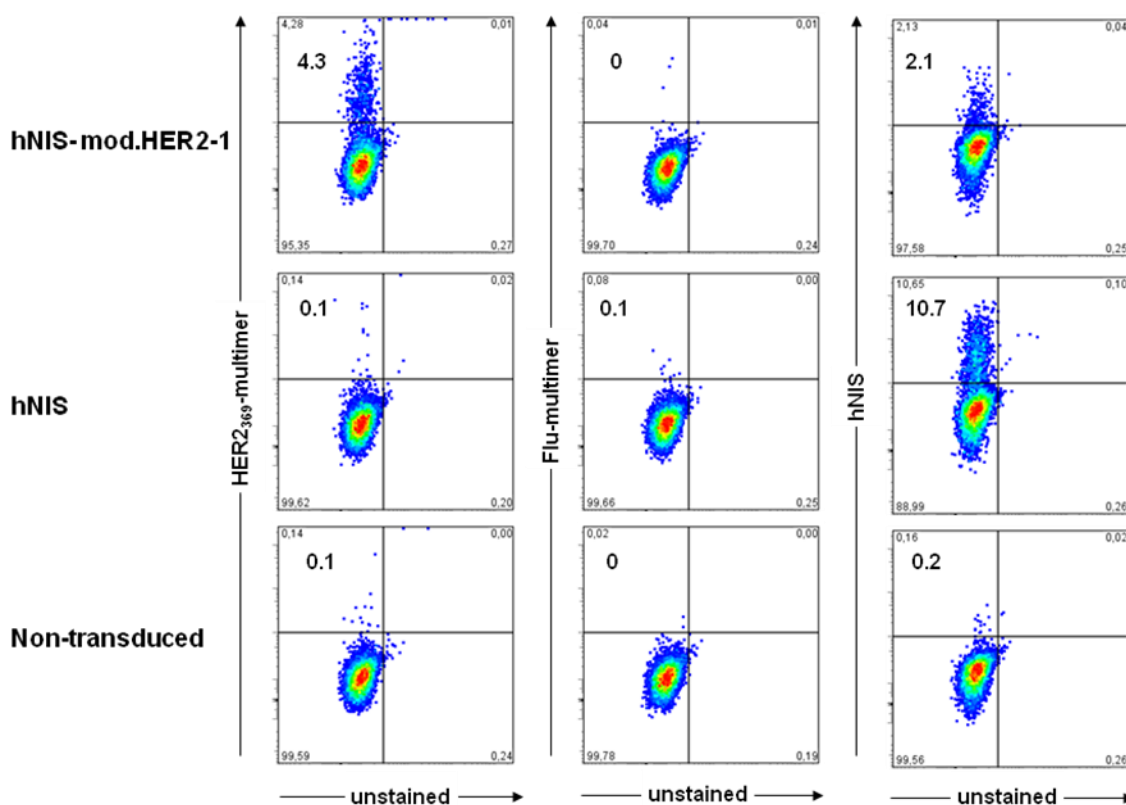 4,28 0,01 0,04 0,01 2,13 0,04
4.3 0 2.1
hNIS-mod.HER2-1
95,35 0,27 99,70 0,24 97,58 0,25
0,14 0,02 0,08 0,00 10,65 0,10
0.1 0.1 10.7
hNIS
HER2369-multimer
Flu-multimer
hNIS
99,62 0,20 99,66 0,25 88,99 0,26
0,14 0,00 0,02 0,00 0,16 0,02
0.1 0 0.2
Non-transduced
99,59 0,24 99,78 0,19 99,56 0,26
unstained unstained unstained